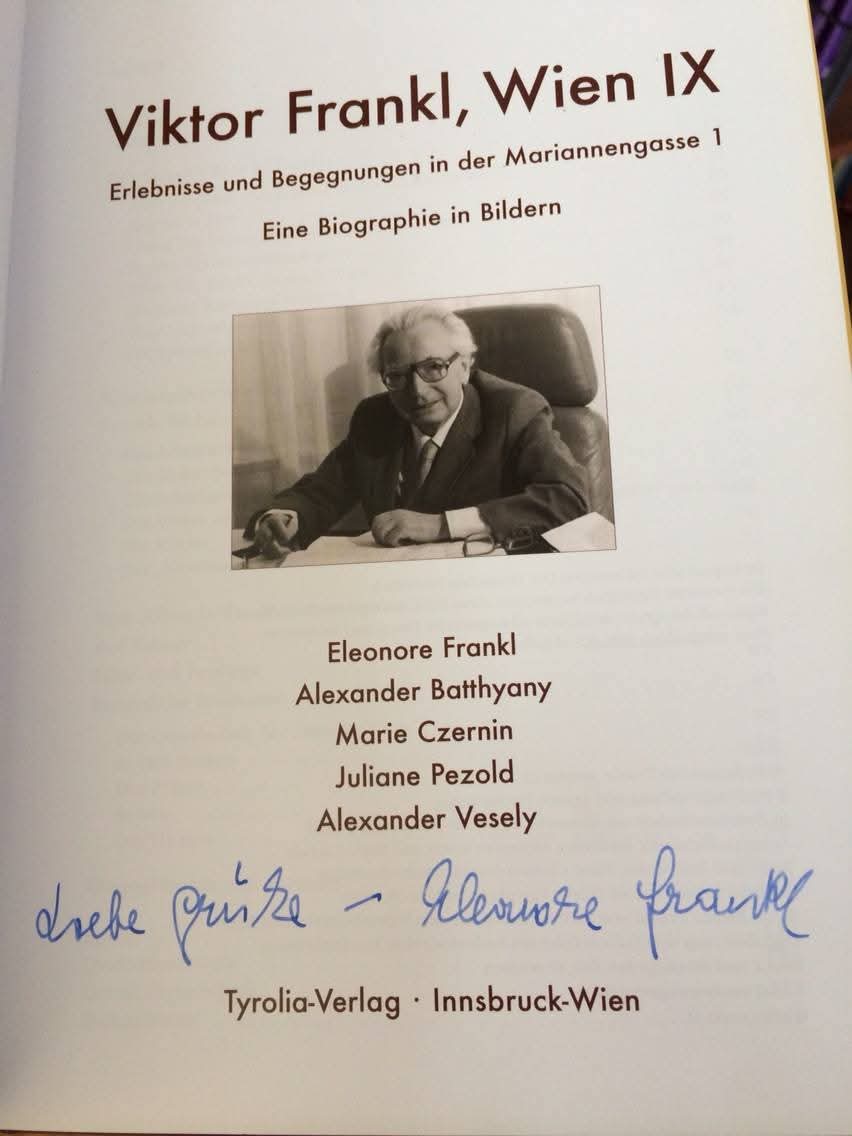 Viktor Frankl, Wien IX
Erlebnisse und Begegnungen in der Mariannengasse 1
Eine Biographie in Bildern
Eleonore Frankl
Alexander Batthyany
Marie Czernin
Juliane Pezold
Alexander Vesely
Liebe Grüße – Eleonore Frankl
Tyrolia-Verlag · Innsbruck-Wien